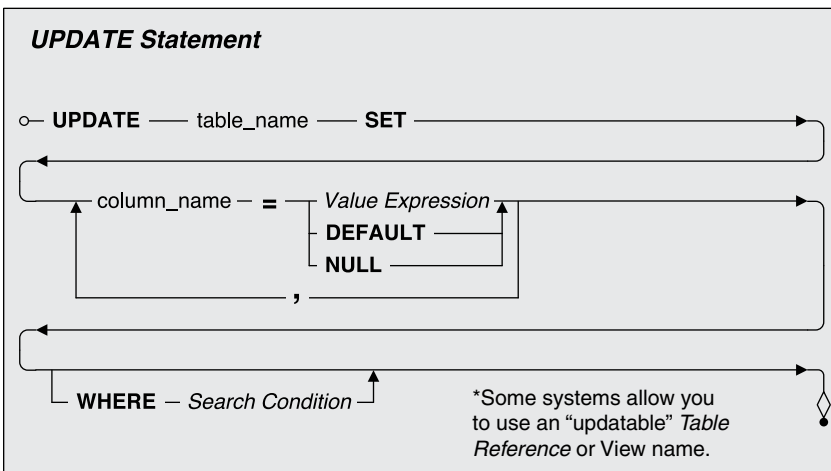 UPDATE Statement
UPDATE table_name SET
column_name = Value Expression
DEFAULT
NULL
,
WHERE Search Condition
*Some systems allow you
to use an “updatable” Table
Reference or View name.